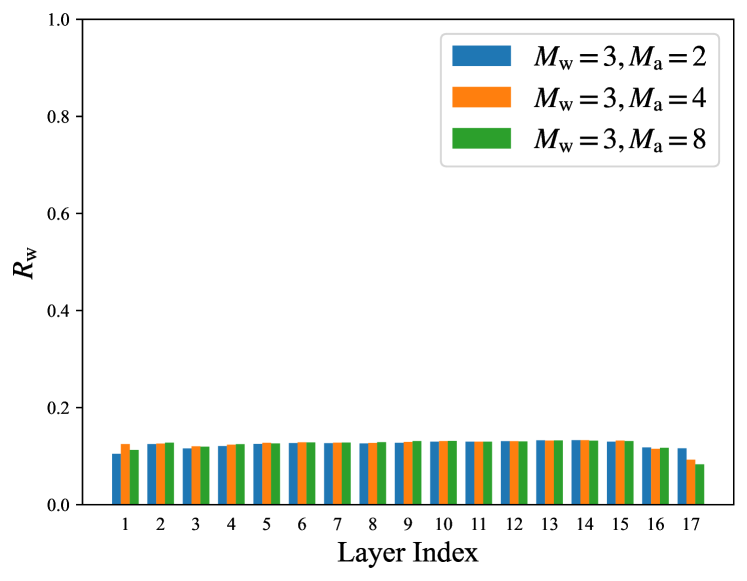 1.0
0.8
0.6
0.4
0.2
0.0
R_w
M_w = 3, M_a = 2
M_w = 3, M_a = 4
M_w = 3, M_a = 8
1 2 3 4 5 6 7 8 9 10 11 12 13 14 15 16 17
Layer Index